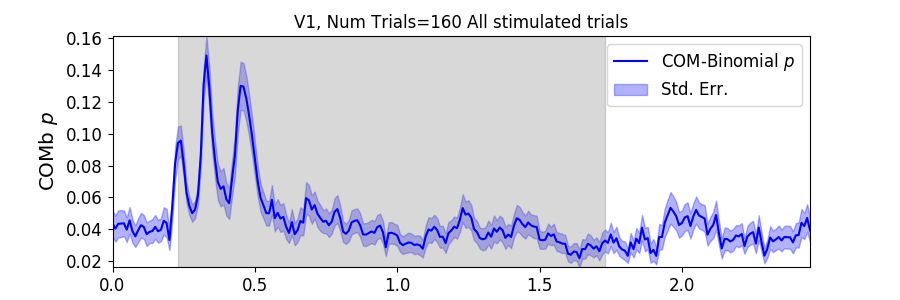 V1, Num Trials=160 All stimulated trials
COMb p
0.16
0.14
0.12
0.10
0.08
0.06
0.04
0.02
COM-Binomial p
Std. Err.
0.0 0.5 1.0 1.5 2.0